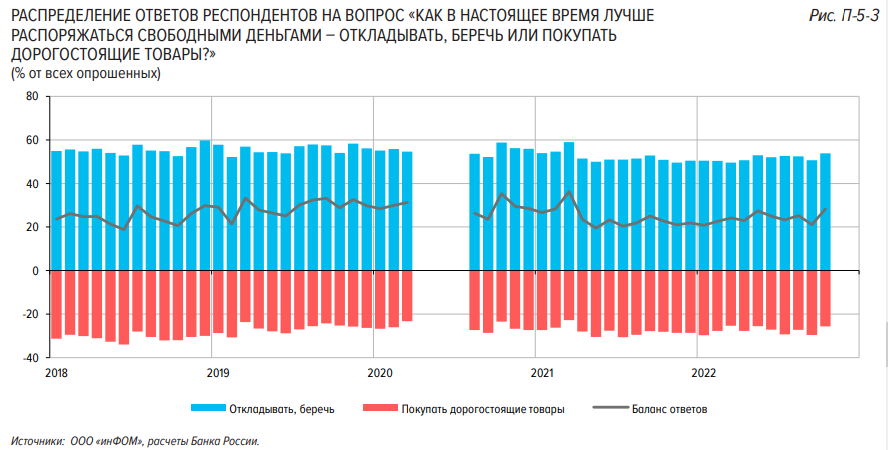 РАСПРЕДЕЛЕНИЕ ОТВЕТОВ РЕСПОНДЕНТОВ НА ВОПРОС «КАК В НАСТОЯЩЕЕ ВРЕМЯ ЛУЧШЕ
РАСПОРЯЖАТЬСЯ СВОБОДНЫМИ ДЕНЬГАМИ – ОТКЛАДЫВАТЬ, БЕРЕЧЬ ИЛИ ПОКУПАТЬ
ДОРОГОСТОЯЩИЕ ТОВАРЫ?»
(% от всех опрошенных)
Рис. П-5-3
80
60
40
20
0
-20
-40
2018 2019 2020 2021 2022
Откладывать, беречь Покупать дорогостоящие товары Баланс ответов
Источники: ООО «инФОМ», расчеты Банка России.